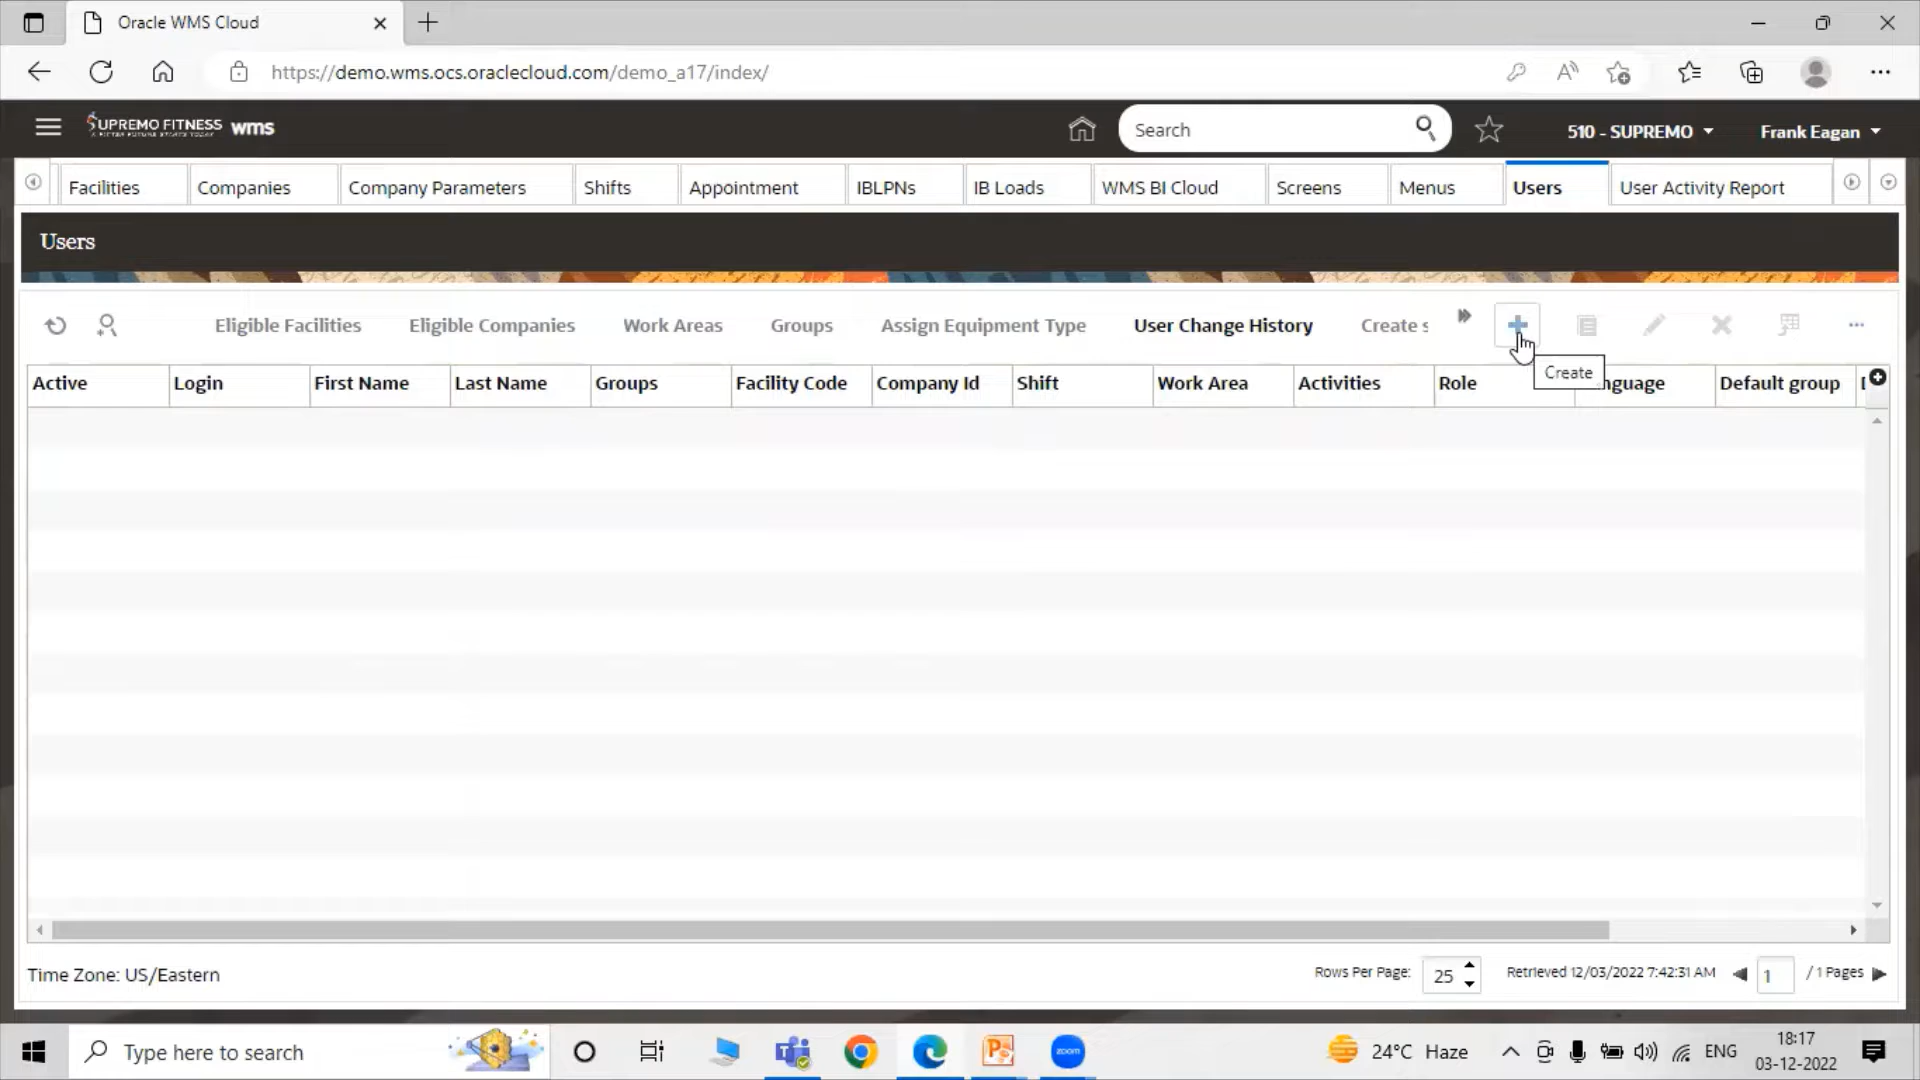 Oracle WMS Cloud
https://demo.wms.ocs.oraclecloud.com/demo_a17/index/
SUPREMO FITNESS wms
Search
510 - SUPREMO
Frank Eagan
Facilities
Companies
Company Parameters
Shifts
Appointment
IBLPNs
IB Loads
WMS BI Cloud
Screens
Menus
Users
User Activity Report
Users
Eligible Facilities
Eligible Companies
Work Areas
Groups
Assign Equipment Type
User Change History
Create s
Create
Active
Login
First Name
Last Name
Groups
Facility Code
Company Id
Shift
Work Area
Activities
Role
nguage
Default group
Time Zone: US/Eastern
Rows Per Page:
25
Retrieved 12/03/2022 7:42:31 AM
1
/ 1 Pages
Type here to search
zoom
24°C Haze
ENG
18:17
03-12-2022